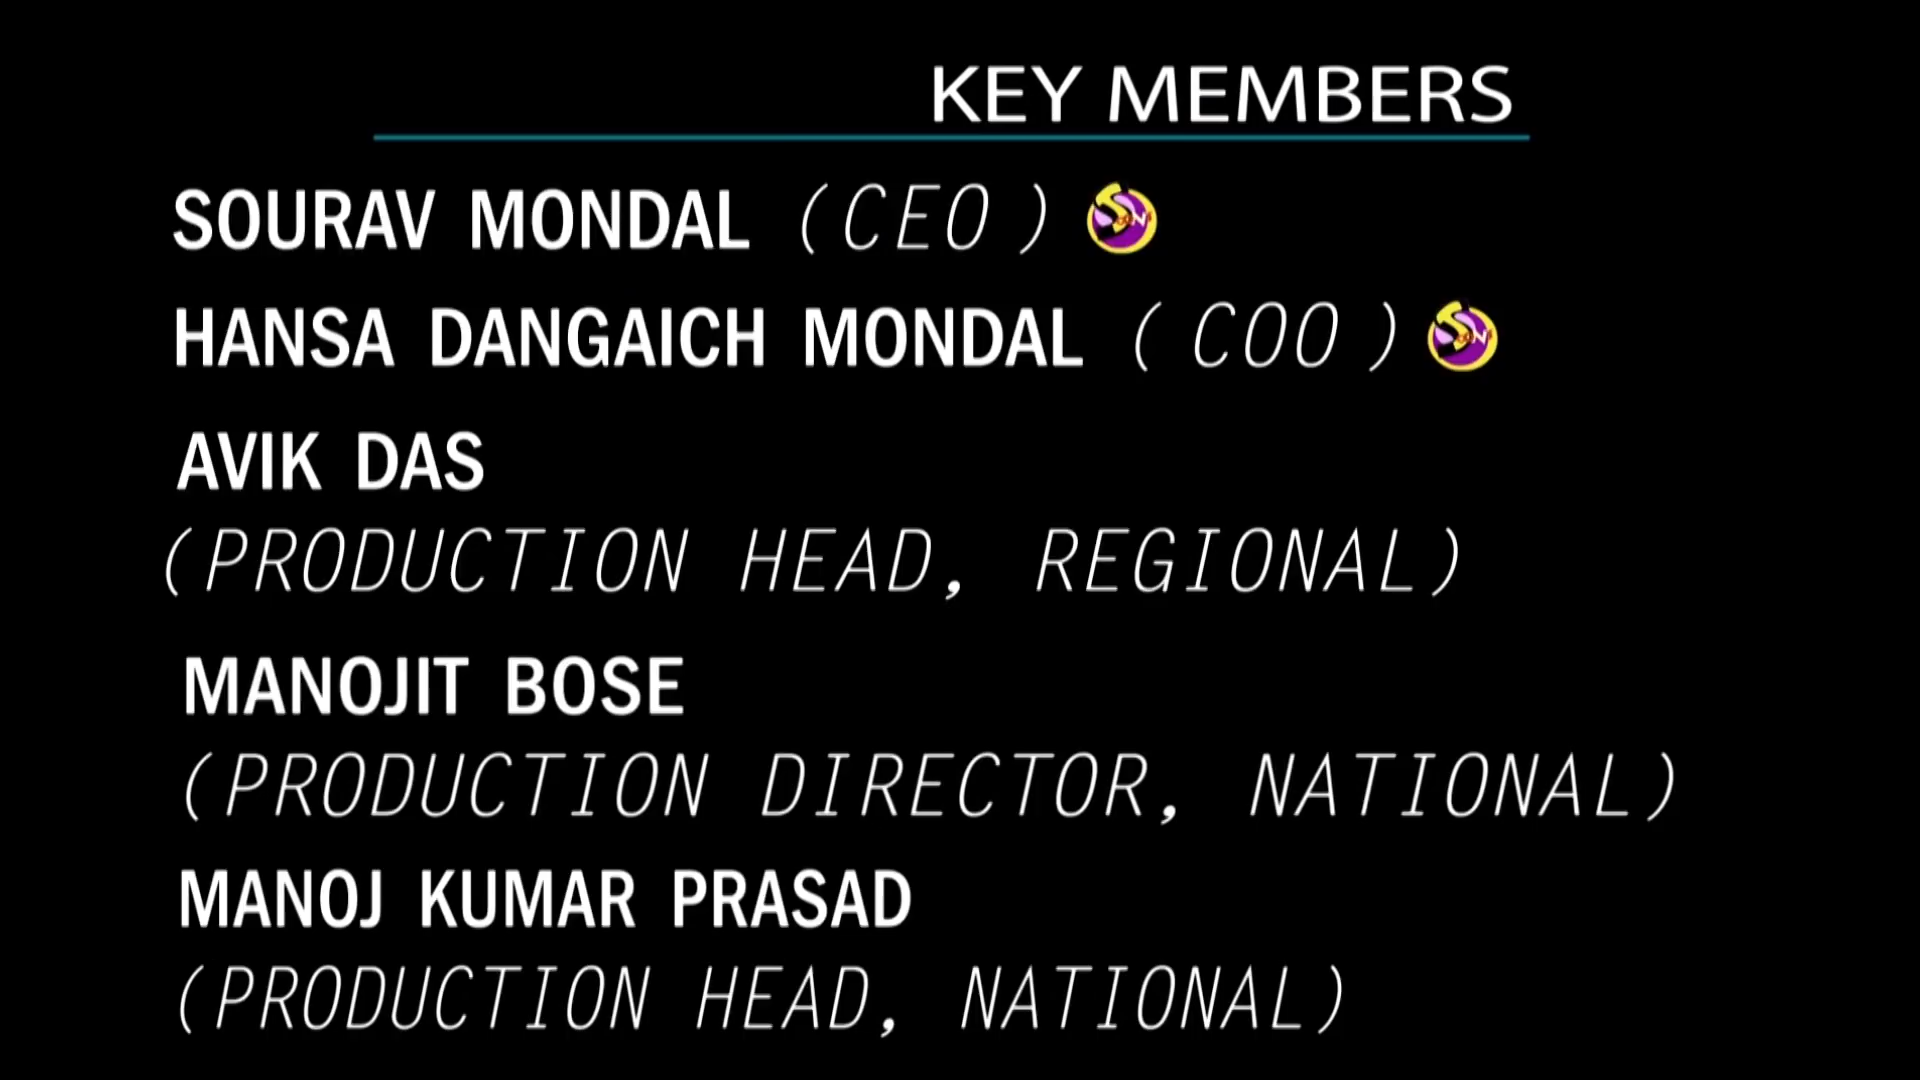 KEY MEMBERS
SOURAV MONDAL (CEO )
HANSA DANGAICH MONDAL ( COO )
AVIK DAS
(PRODUCTION HEAD, REGIONAL)
MANOJIT BOSE
(PRODUCTION DIRECTOR, NATIONAL)
MANOJ KUMAR PRASAD
(PRODUCTION HEAD, NATIONAL)